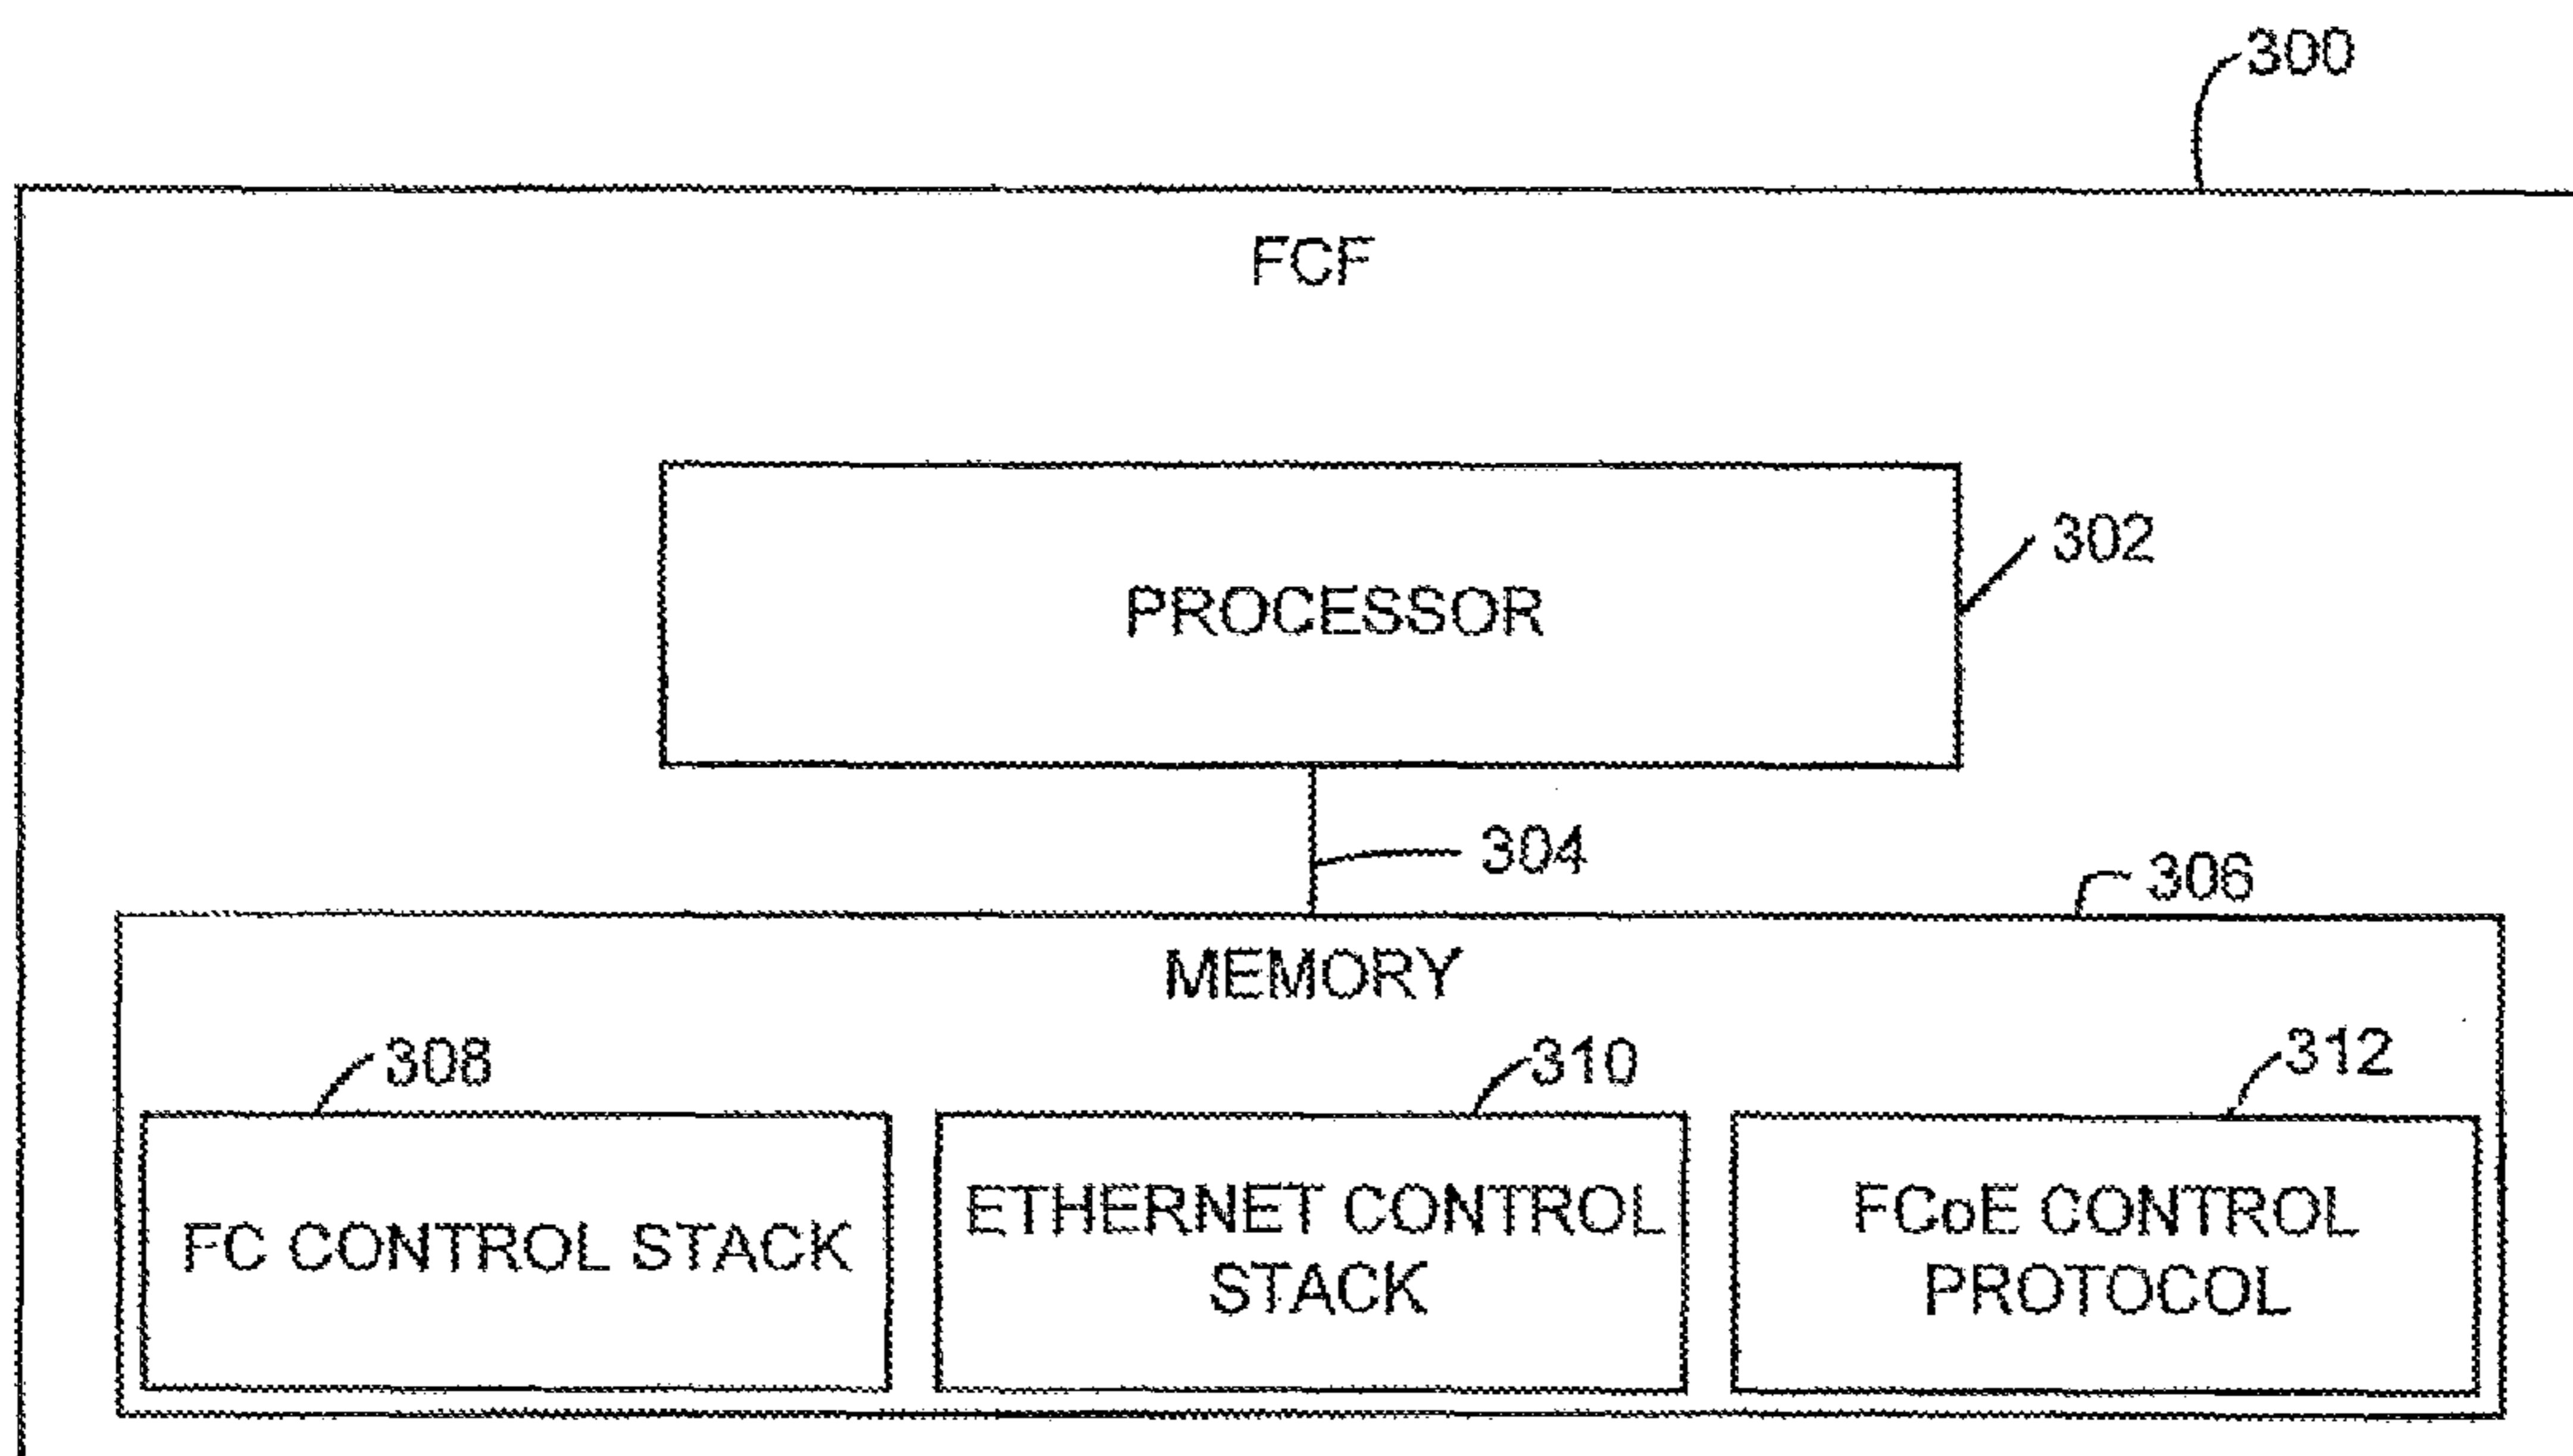 300
FCF
302
PROCESSOR
304
306
MEMORY
308
310
312
FC CONTROL STACK
ETHERNET CONTROL
STACK
FCoE CONTROL
PROTOCOL